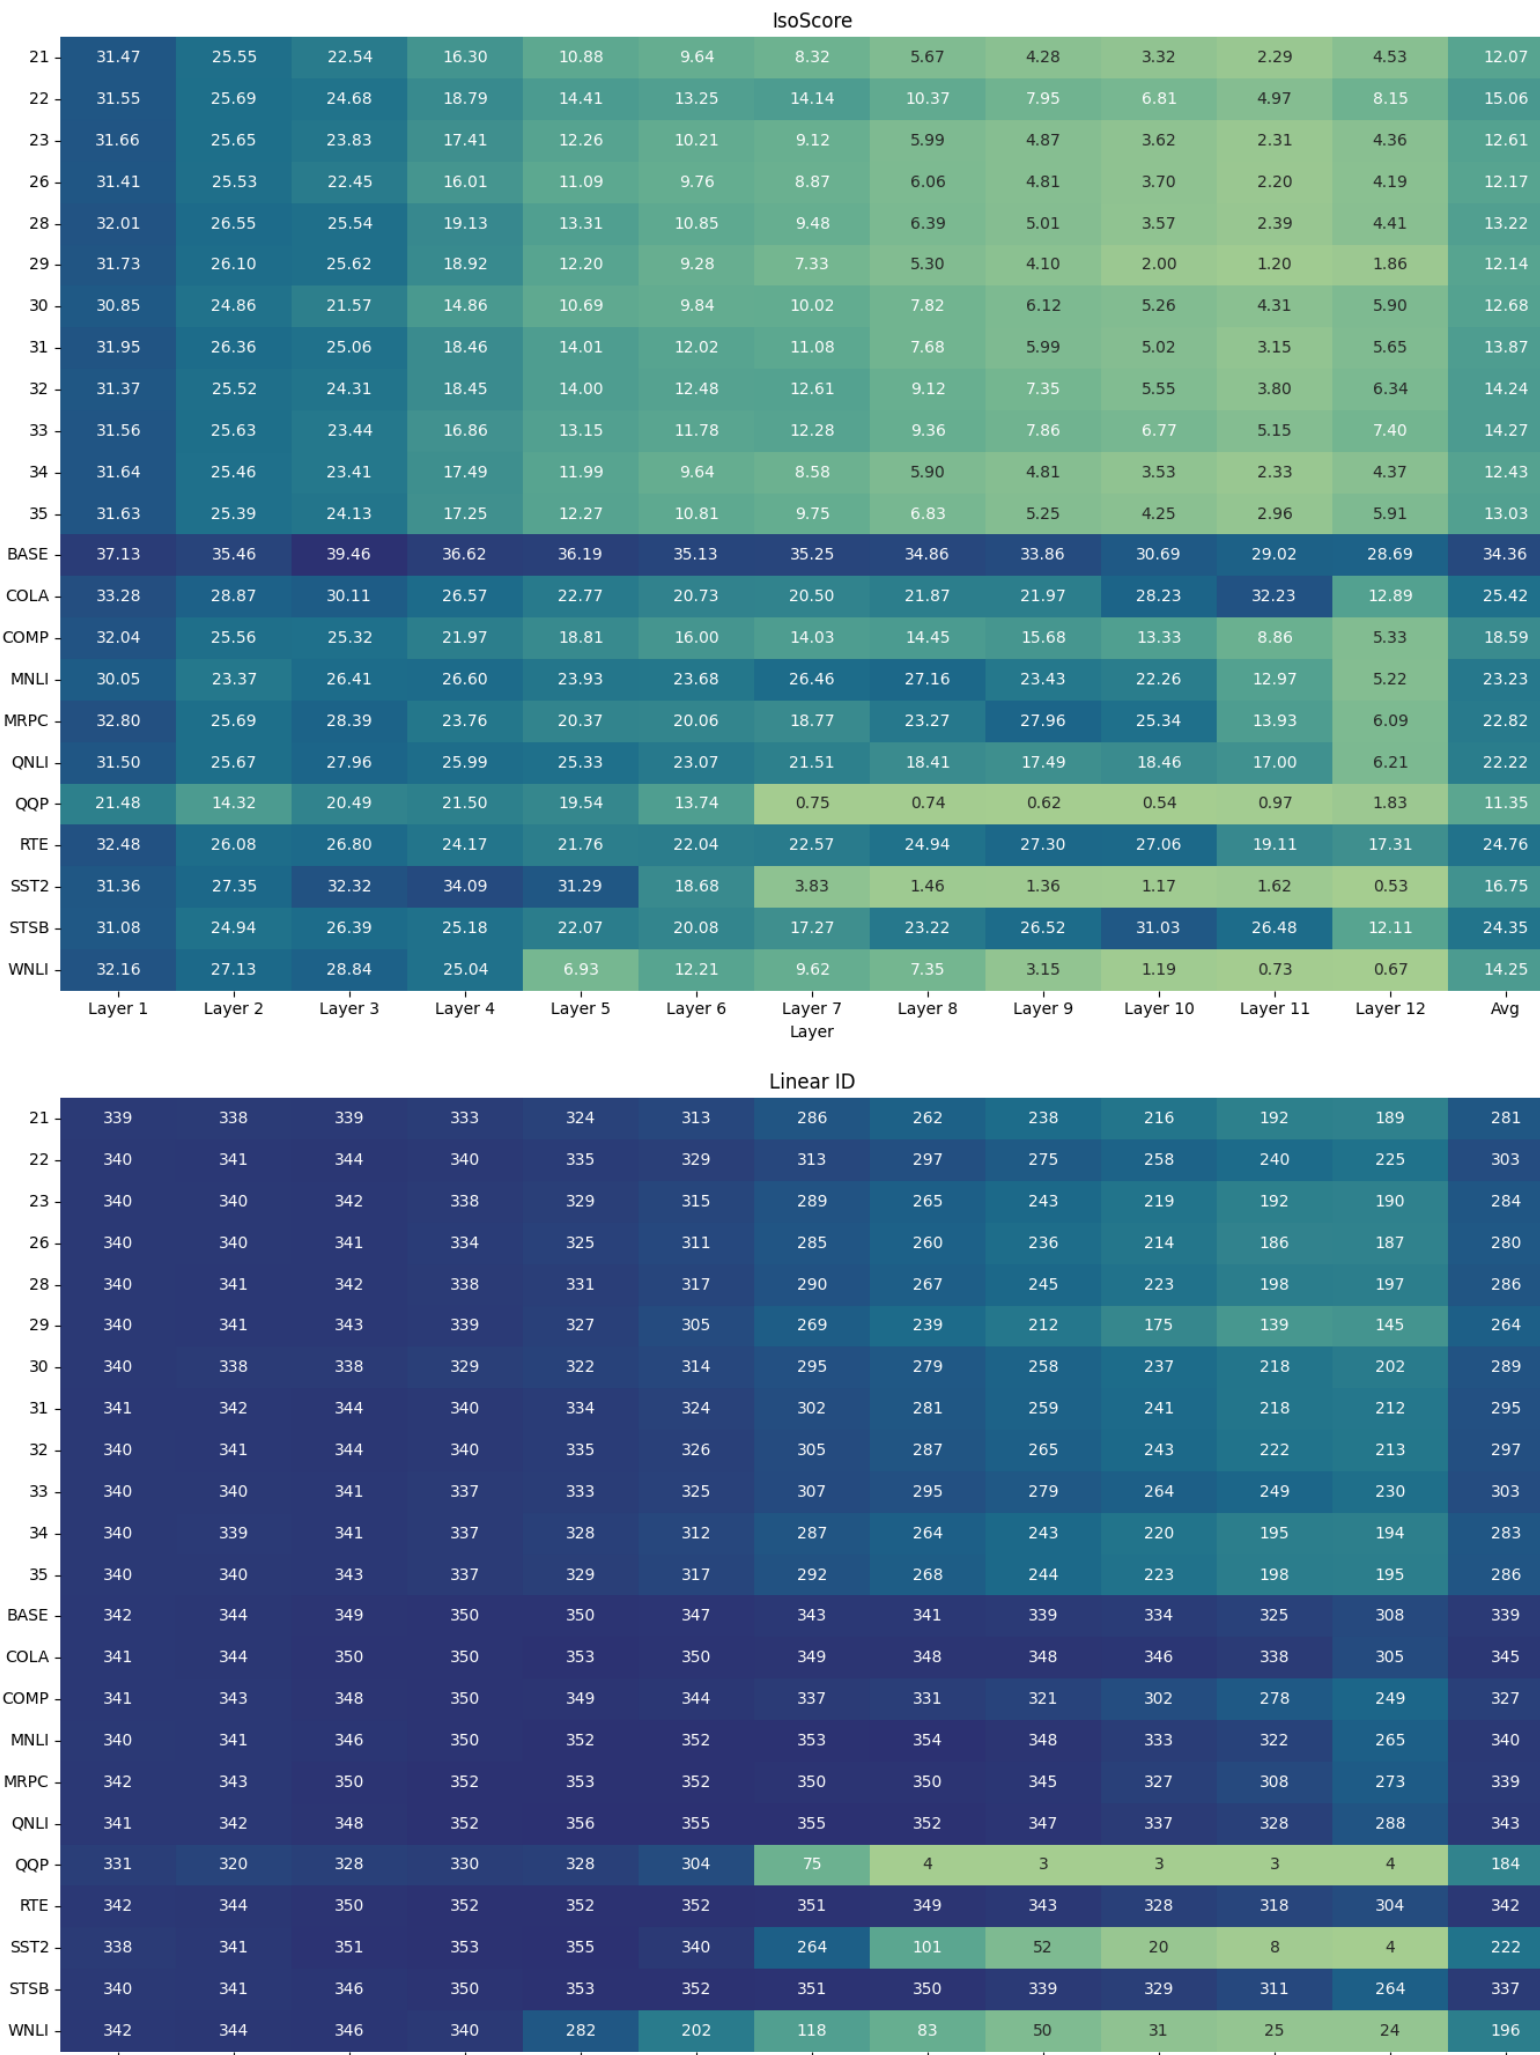 IsoScore
21 31.47 25.55 22.54 16.30 10.88 9.64 8.32 5.67 4.28 3.32 2.29 4.53 12.07
22 31.55 25.69 24.68 18.79 14.41 13.25 14.14 10.37 7.95 6.81 4.97 8.15 15.06
23 31.66 25.65 23.83 17.41 12.26 10.21 9.12 5.99 4.87 3.62 2.31 4.36 12.61
26 31.41 25.53 22.45 16.01 11.09 9.76 8.87 6.06 4.81 3.70 2.20 4.19 12.17
28 32.01 26.55 25.54 19.13 13.31 10.85 9.48 6.39 5.01 3.57 2.39 4.41 13.22
29 31.73 26.10 25.62 18.92 12.20 9.28 7.33 5.30 4.10 2.00 1.20 1.86 12.14
30 30.85 24.86 21.57 14.86 10.69 9.84 10.02 7.82 6.12 5.26 4.31 5.90 12.68
31 31.95 26.36 25.06 18.46 14.01 12.02 11.08 7.68 5.99 5.02 3.15 5.65 13.87
32 31.37 25.52 24.31 18.45 14.00 12.48 12.61 9.12 7.35 5.55 3.80 6.34 14.24
33 31.56 25.63 23.44 16.86 13.15 11.78 12.28 9.36 7.86 6.77 5.15 7.40 14.27
34 31.64 25.46 23.41 17.49 11.99 9.64 8.58 5.90 4.81 3.53 2.33 4.37 12.43
35 31.63 25.39 24.13 17.25 12.27 10.81 9.75 6.83 5.25 4.25 2.96 5.91 13.03
BASE 37.13 35.46 39.46 36.62 36.19 35.13 35.25 34.86 33.86 30.69 29.02 28.69 34.36
COLA 33.28 28.87 30.11 26.57 22.77 20.73 20.50 21.87 21.97 28.23 32.23 12.89 25.42
COMP 32.04 25.56 25.32 21.97 18.81 16.00 14.03 14.45 15.68 13.33 8.86 5.33 18.59
MNLI 30.05 23.37 26.41 26.60 23.93 23.68 26.46 27.16 23.43 22.26 12.97 5.22 23.23
MRPC 32.80 25.69 28.39 23.76 20.37 20.06 18.77 23.27 27.96 25.34 13.93 6.09 22.82
QNLI 31.50 25.67 27.96 25.99 25.33 23.07 21.51 18.41 17.49 18.46 17.00 6.21 22.22
QQP 21.48 14.32 20.49 21.50 19.54 13.74 0.75 0.74 0.62 0.54 0.97 1.83 11.35
RTE 32.48 26.08 26.80 24.17 21.76 22.04 22.57 24.94 27.30 27.06 19.11 17.31 24.76
SST2 31.36 27.35 32.32 34.09 31.29 18.68 3.83 1.46 1.36 1.17 1.62 0.53 16.75
STSB 31.08 24.94 26.39 25.18 22.07 20.08 17.27 23.22 26.52 31.03 26.48 12.11 24.35
WNLI 32.16 27.13 28.84 25.04 6.93 12.21 9.62 7.35 3.15 1.19 0.73 0.67 14.25
Layer 1 Layer 2 Layer 3 Layer 4 Layer 5 Layer 6 Layer 7 Layer 8 Layer 9 Layer 10 Layer 11 Layer 12 Avg
Layer
Linear ID
21 339 338 339 333 324 313 286 262 238 216 192 189 281
22 340 341 344 340 335 329 313 297 275 258 240 225 303
23 340 340 342 338 329 315 289 265 243 219 192 190 284
26 340 340 341 334 325 311 285 260 236 214 186 187 280
28 340 341 342 338 331 317 290 267 245 223 198 197 286
29 340 341 343 339 327 305 269 239 212 175 139 145 264
30 340 338 338 329 322 314 295 279 258 237 218 202 289
31 341 342 344 340 334 324 302 281 259 241 218 212 295
32 340 341 344 340 335 326 305 287 265 243 222 213 297
33 340 340 341 337 333 325 307 295 279 264 249 230 303
34 340 339 341 337 328 312 287 264 243 220 195 194 283
35 340 340 343 337 329 317 292 268 244 223 198 195 286
BASE 342 344 349 350 350 347 343 341 339 334 325 308 339
COLA 341 344 350 350 353 350 349 348 348 346 338 305 345
COMP 341 343 348 350 349 344 337 331 321 302 278 249 327
MNLI 340 341 346 350 352 352 353 354 348 333 322 265 340
MRPC 342 343 350 352 353 352 350 350 345 327 308 273 339
QNLI 341 342 348 352 356 355 355 352 347 337 328 288 343
QQP 331 320 328 330 328 304 75 4 3 3 3 4 184
RTE 342 344 350 352 352 352 351 349 343 328 318 304 342
SST2 338 341 351 353 355 340 264 101 52 20 8 4 222
STSB 340 341 346 350 353 352 351 350 339 329 311 264 337
WNLI 342 344 346 340 282 202 118 83 50 31 25 24 196